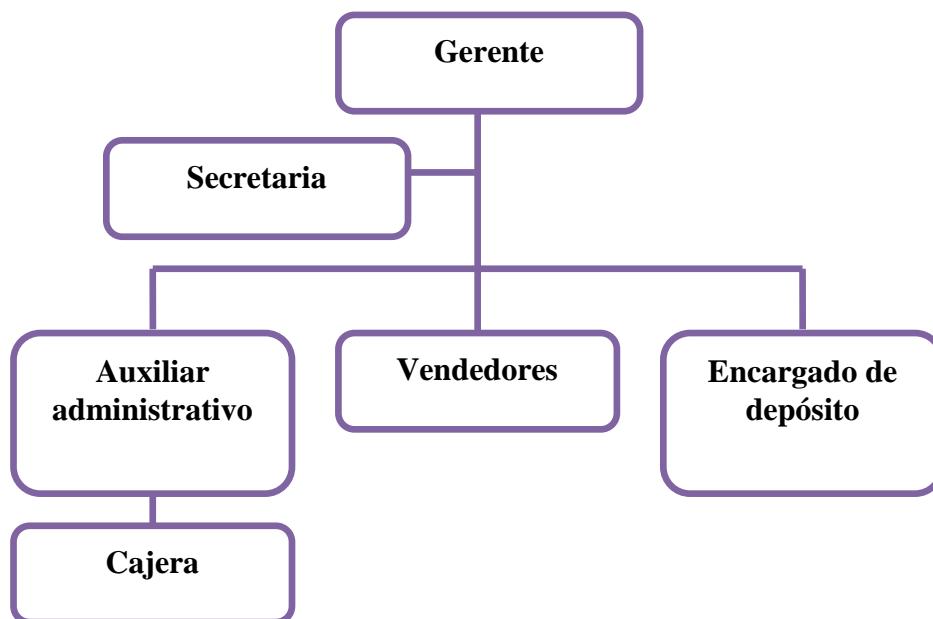 Gerente
Secretaria
Auxiliar
administrativo
Vendedores
Encargado de
depósito
Cajera